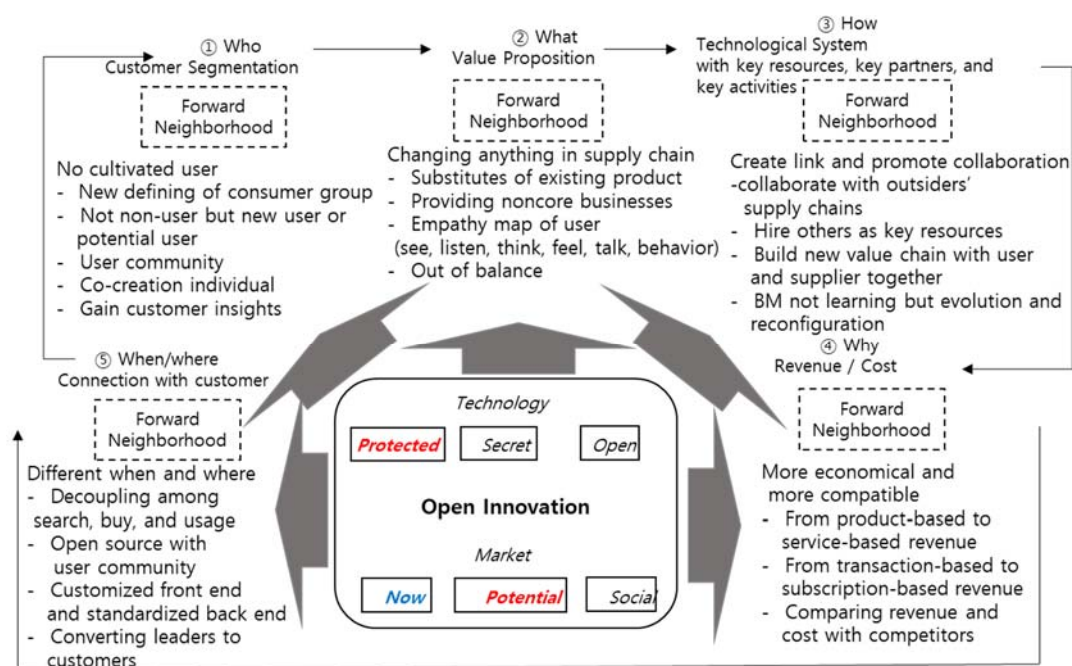 ① Who
Customer Segmentation
Forward
Neighborhood
No cultivated user
- New defining of consumer group
- Not non-user but new user or
potential user
- User community
- Co-creation individual
- Gain customer insights
② What
Value Proposition
Forward
Neighborhood
Changing anything in supply chain
- Substitutes of existing product
- Providing noncore businesses
- Empathy map of user
(see, listen, think, feel, talk, behavior)
- Out of balance
③ How
Technological System
with key resources, key partners, and
key activities
Forward
Neighborhood
Create link and promote collaboration
-collaborate with outsiders'
supply chains
- Hire others as key resources
- Build new value chain with user
and supplier together
- BM not learning but evolution and
reconfiguration
④ Why
Revenue / Cost
Forward
Neighborhood
More economical and
more compatible
- From product-based to
service-based revenue
- From transaction-based to
subscription-based revenue
- Comparing revenue and
cost with competitors
⑤ When/where
Connection with customer
Forward
Neighborhood
Different when and where
- Decoupling among
search, buy, and usage
- Open source with
user community
- Customized front end
and standardized back end
- Converting leaders to
customers
Technology
Protected
Secret
Open
Open Innovation
Market
Now
Potential
Social